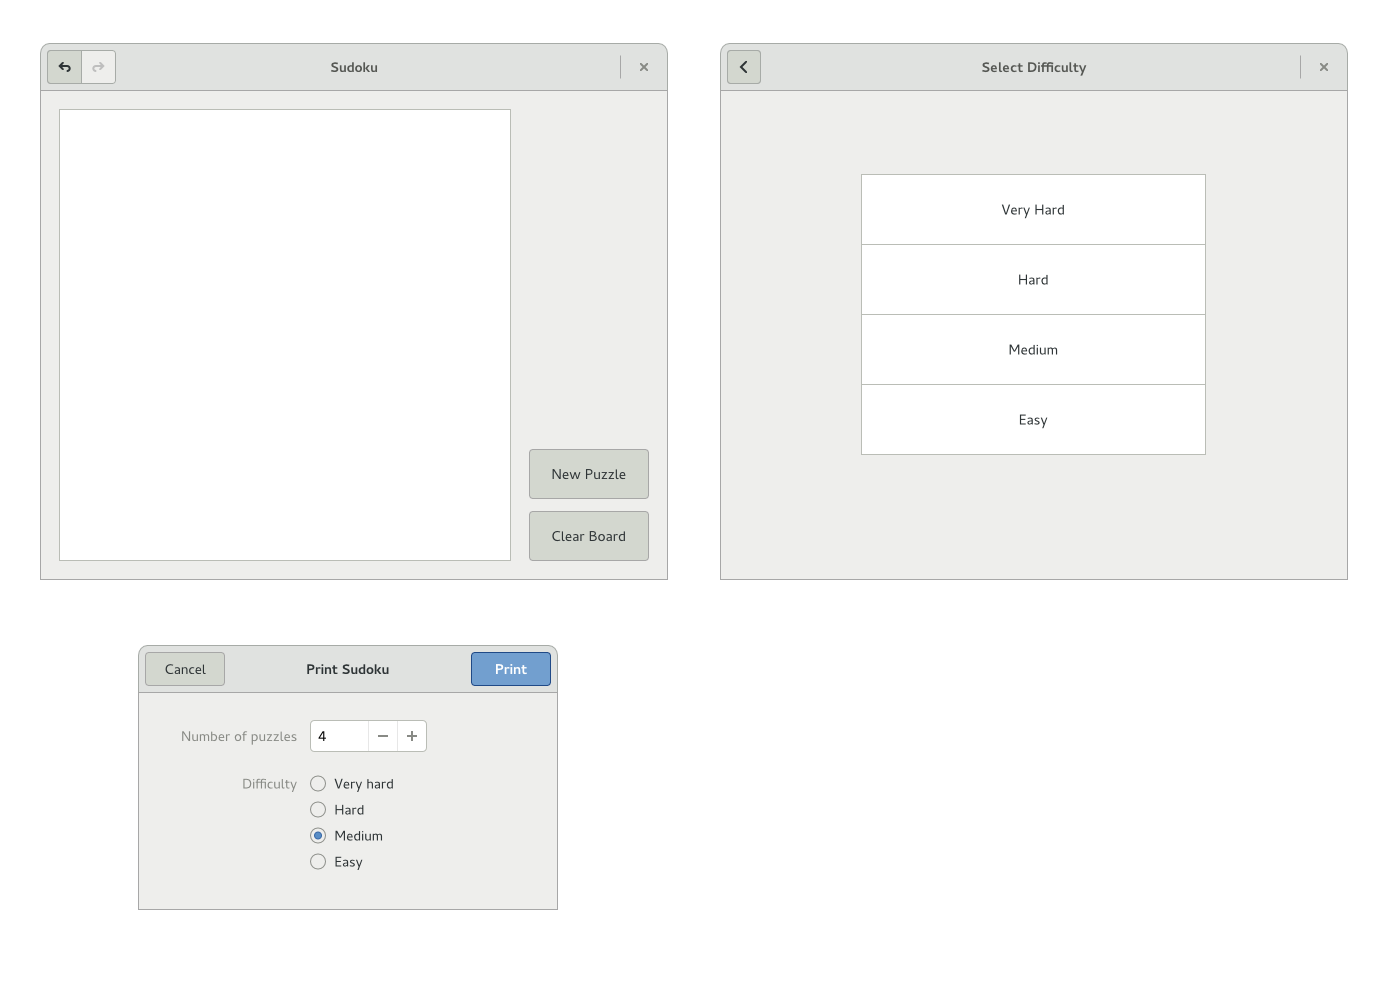 Sudoku
New Puzzle
Clear Board
Select Difficulty
Very Hard
Hard
Medium
Easy
Cancel Print Sudoku Print
Number of puzzles 4
Difficulty Very hard
Hard
Medium
Easy